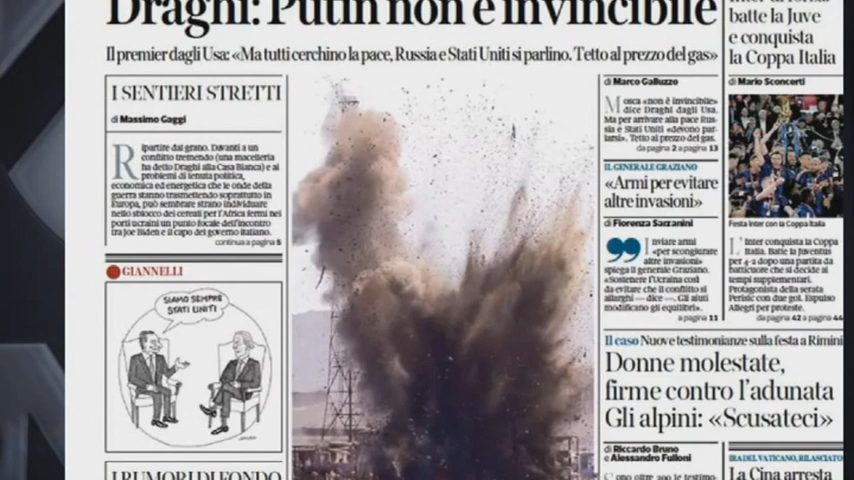 Draghi: Putin non è invincibile
Il premier dagli Usa: «Ma tutti cerchino la pace, Russia e Stati Uniti si parlino. Tetto al prezzo del gas»
I SENTIERI STRETTI
di Massimo Gaggi
Ripartire dal grano. Davanti a un
conflitto tremendo (una macelleria
ha detto Draghi alla Casa Bianca) e ai
problemi di tenuta politica,
economica ed energetica che le onde della
guerra stanno trasmettendo soprattutto in
Europa, può sembrare strano individuare
nello sblocco dei cereali per l'Africa fermi nei
porti ucraini un punto focale dell'incontro
tra Joe Biden e il capo del governo italiano.
continua a pagina 5
GIANNELLI
SIAMO SEMPRE
STATI UNITI
I RUMORI DI FONDO
di Marco Galluzzo
Mosca «non è invincibile»
dice Draghi dagli Usa.
Ma per arrivare alla pace Rus-
sia e Stati Uniti «devono par-
larsi». Tetto al prezzo del gas.
da pagina 2 a pagina 13
IL GENERALE GRAZIANO
«Armi per evitare
altre invasioni»
di Fiorenza Sarzanini
Inviare armi
«per scongiurare
altre invasioni»
spiega il generale Graziano.
«Sostenere l'Ucraina così
da evitare che il conflitto si
allarghi — dice —. Gli aiuti
modificano gli equilibri».
a pagina 11
batte la Juve
e conquista
la Coppa Italia
di Mario Sconcerti
Festa Inter con la Coppa Italia
L'Inter conquista la Coppa
Italia. Batte la Juventus
per 4-2 dopo una partita da
batticuore che si decide ai
tempi supplementari.
Protagonista della serata
Perisic con due gol. Espulso
Allegri per proteste.
da pagina 42 a pagina 44
Il caso Nuove testimonianze sulla festa a Rimini
Donne molestate,
firme contro l'adunata
Gli alpini: «Scusateci»
di Riccardo Bruno
e Alessandro Fulloni
Sono oltre 200 le testimo-
IRA DEL VATICANO, RILASCIATO
La Cina arresta